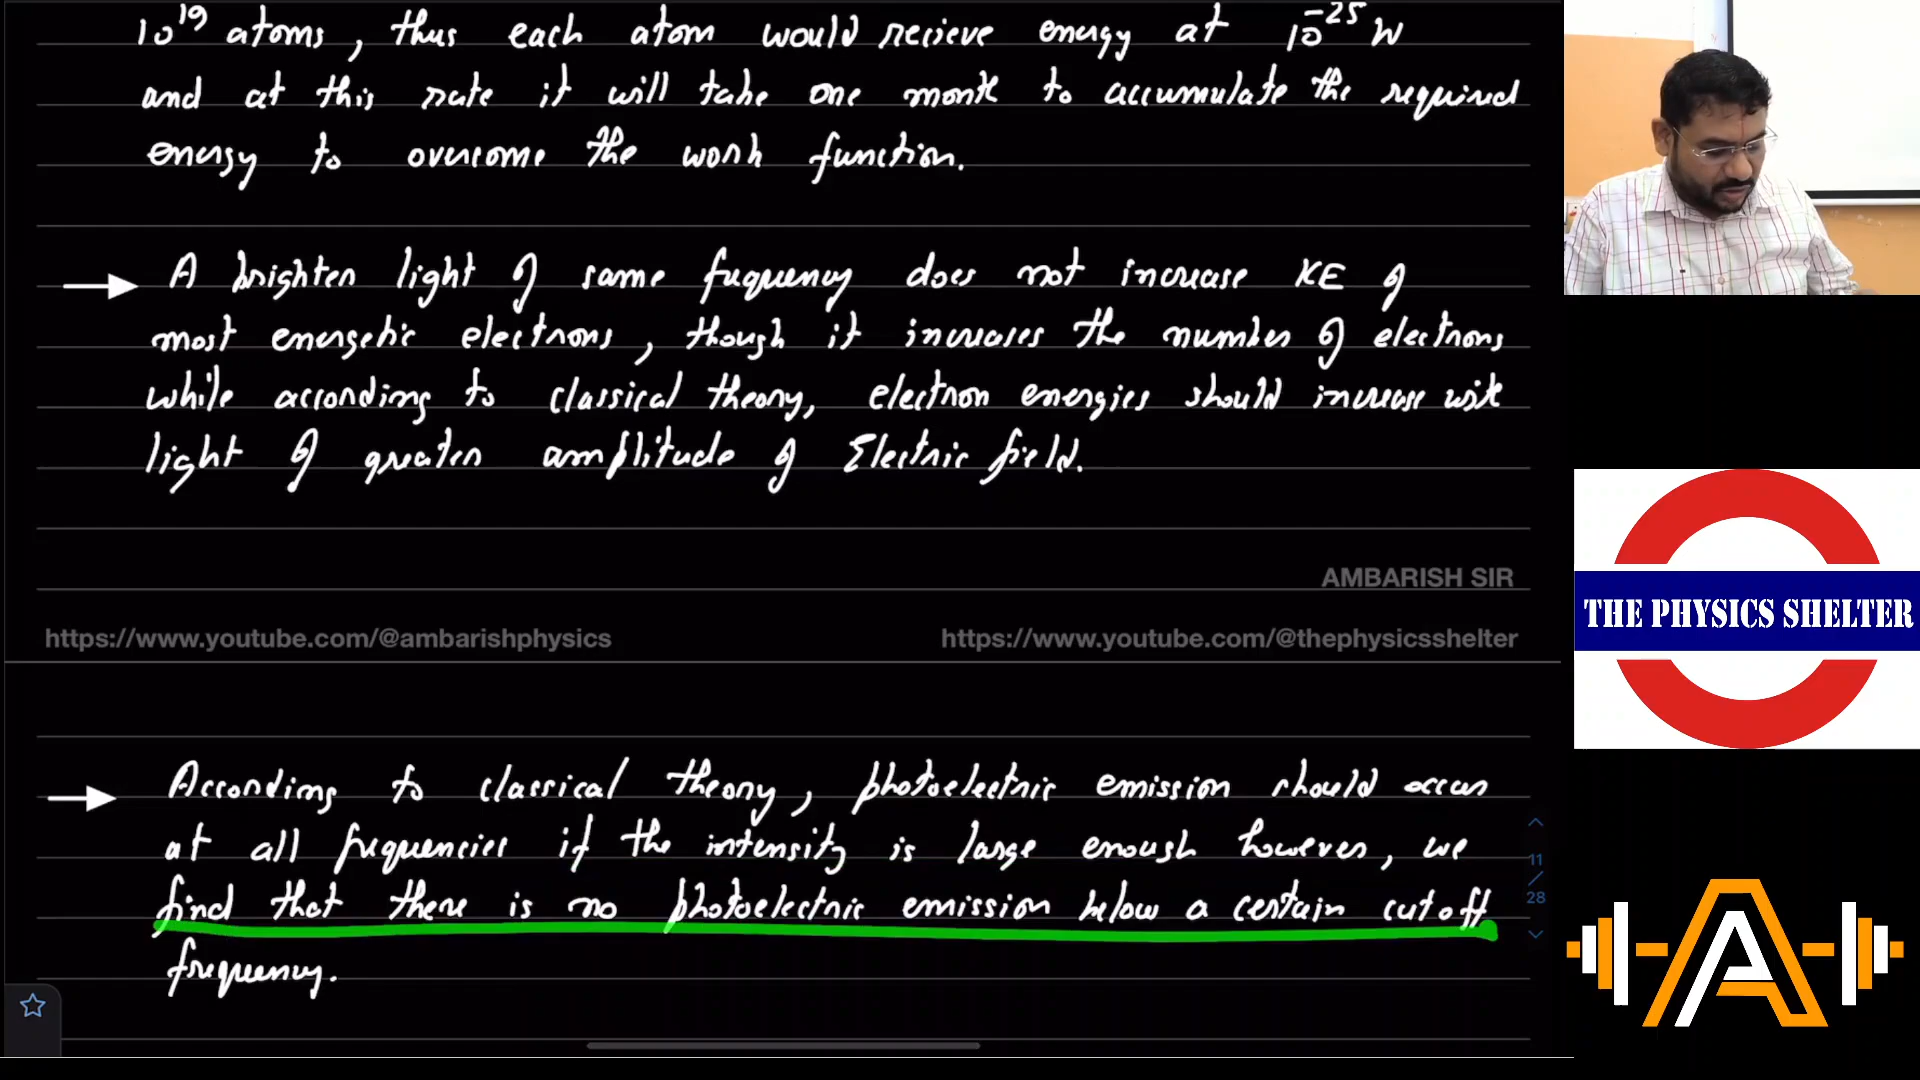 10¹⁹ atoms, thus each atom would recieve energy at 10⁻²⁵ W
and at this rate it will take one month to accumulate the required
energy to overcome the work function.
→ A brighter light of same frequency does not increase KE of
most energetic electrons, though it increases the number of electrons
while according to classical theory, electron energies should increase with
light of greater amplitude of Electric field.
AMBARISH SIR
https://www.youtube.com/@ambarishphysics
https://www.youtube.com/@thephysicsshelter
THE PHYSICS SHELTER
→ According to classical theory, photoelectric emission should occur
at all frequencies if the intensity is large enough however, we
find that there is no photoelectric emission below a certain cutoff
frequency.
11
/
28
A